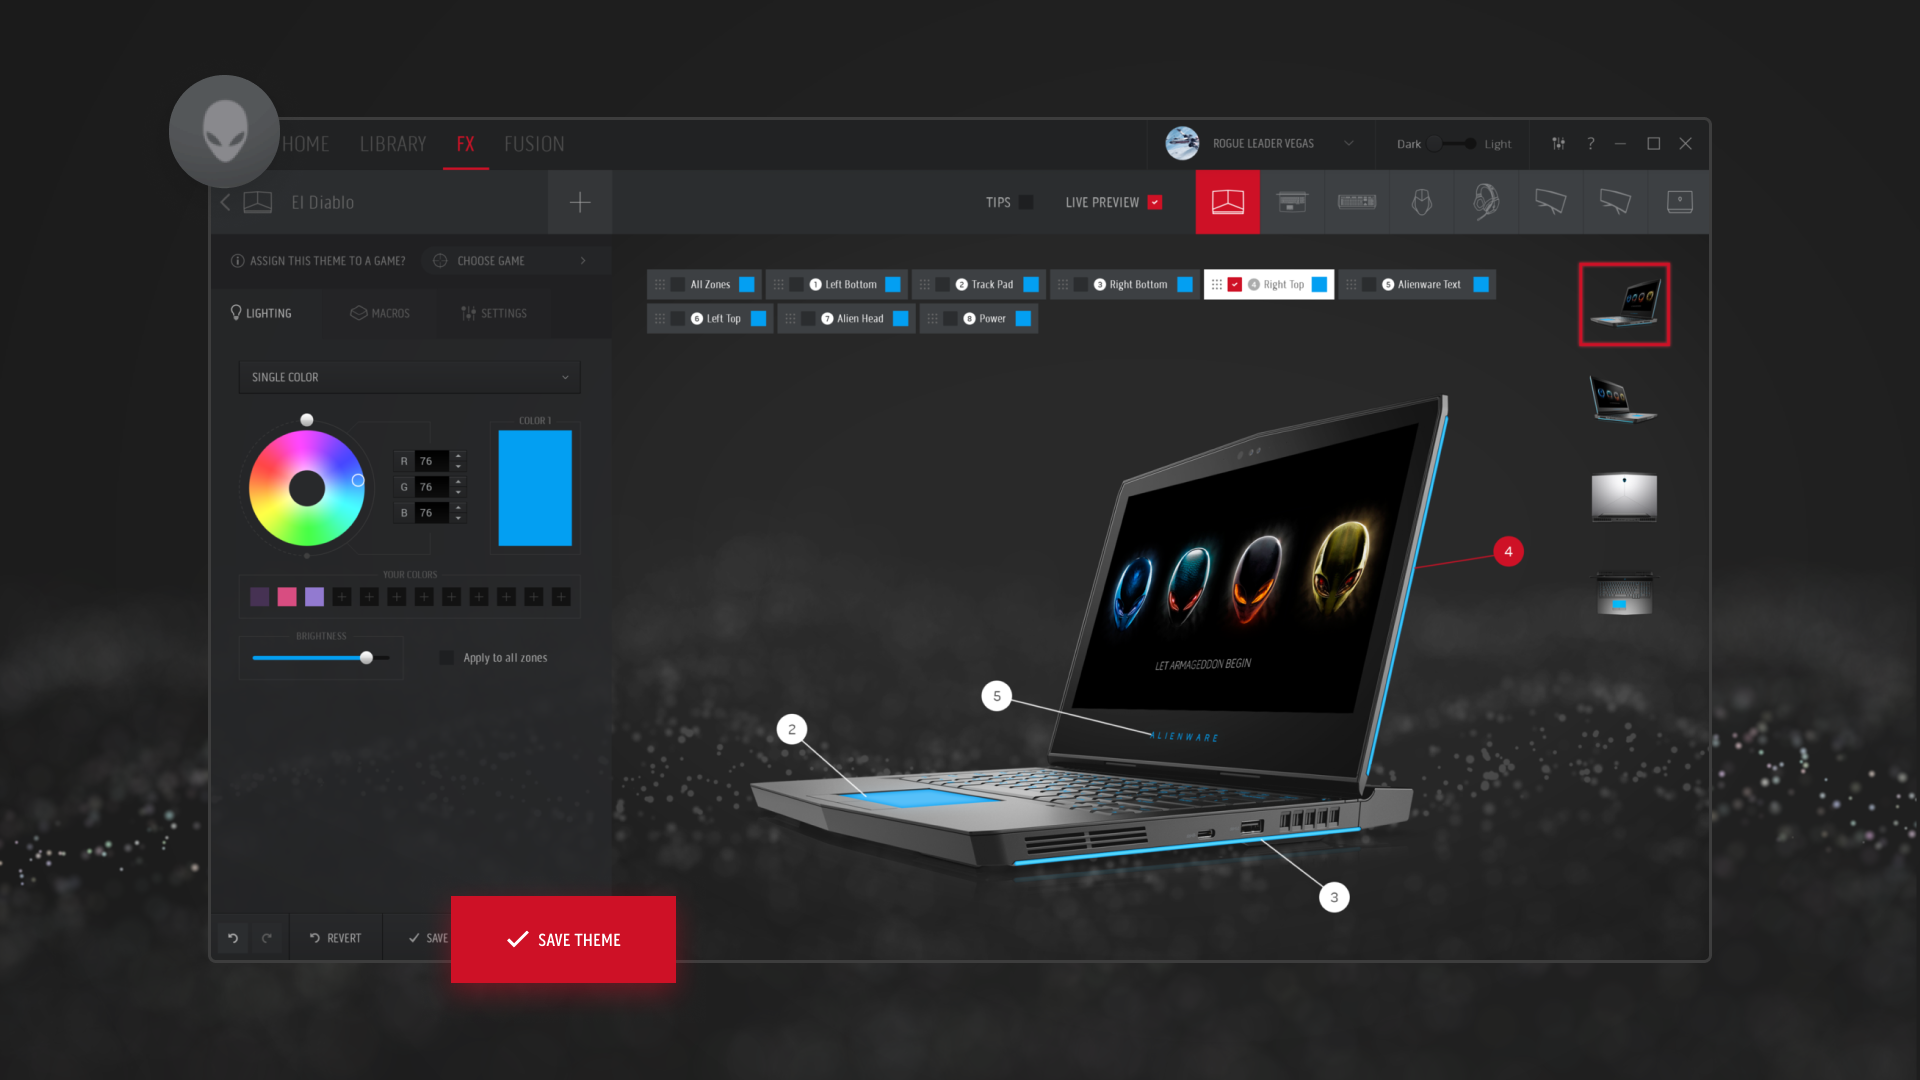 HOME LIBRARY FX FUSION ROGUE LEADER VEGAS Dark Light ?
El Diablo TIPS LIVE PREVIEW
ASSIGN THIS THEME TO A GAME? CHOOSE GAME
All Zones 1 Left Bottom 2 Track Pad 3 Right Bottom 4 Right Top 5 Alienware Text
6 Left Top 7 Alien Head 8 Power
LIGHTING MACROS SETTINGS
SINGLE COLOR
COLOR 1
R 76
G 76
B 76
YOUR COLORS
BRIGHTNESS
Apply to all zones
4
LET ARMAGEDDON BEGIN
5
2
ALIENWARE
3
REVERT SAVE
SAVE THEME